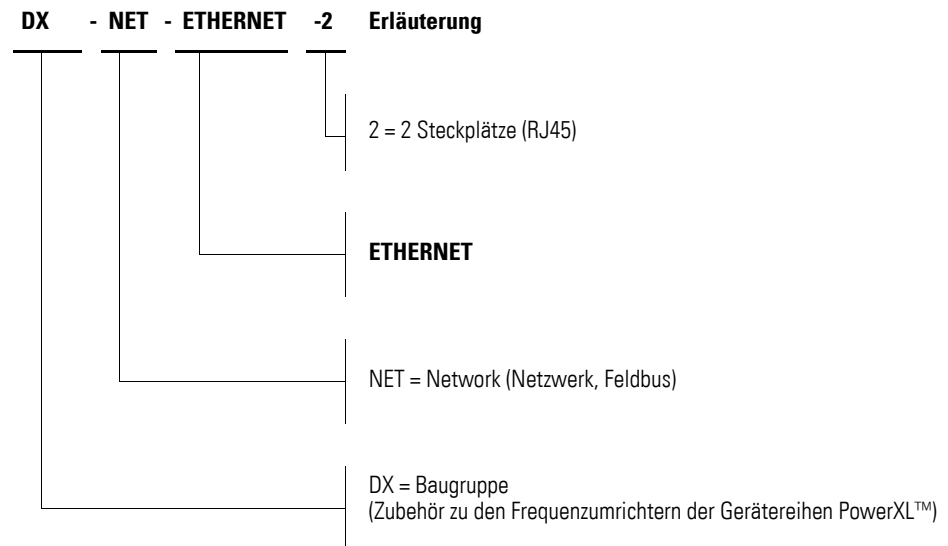 DX - NET - ETHERNET -2 Erläuterung
2 = 2 Steckplätze (RJ45)
ETHERNET
NET = Network (Netzwerk, Feldbus)
DX = Baugruppe
(Zubehör zu den Frequenzumrichtern der Gerätereihen PowerXL™)